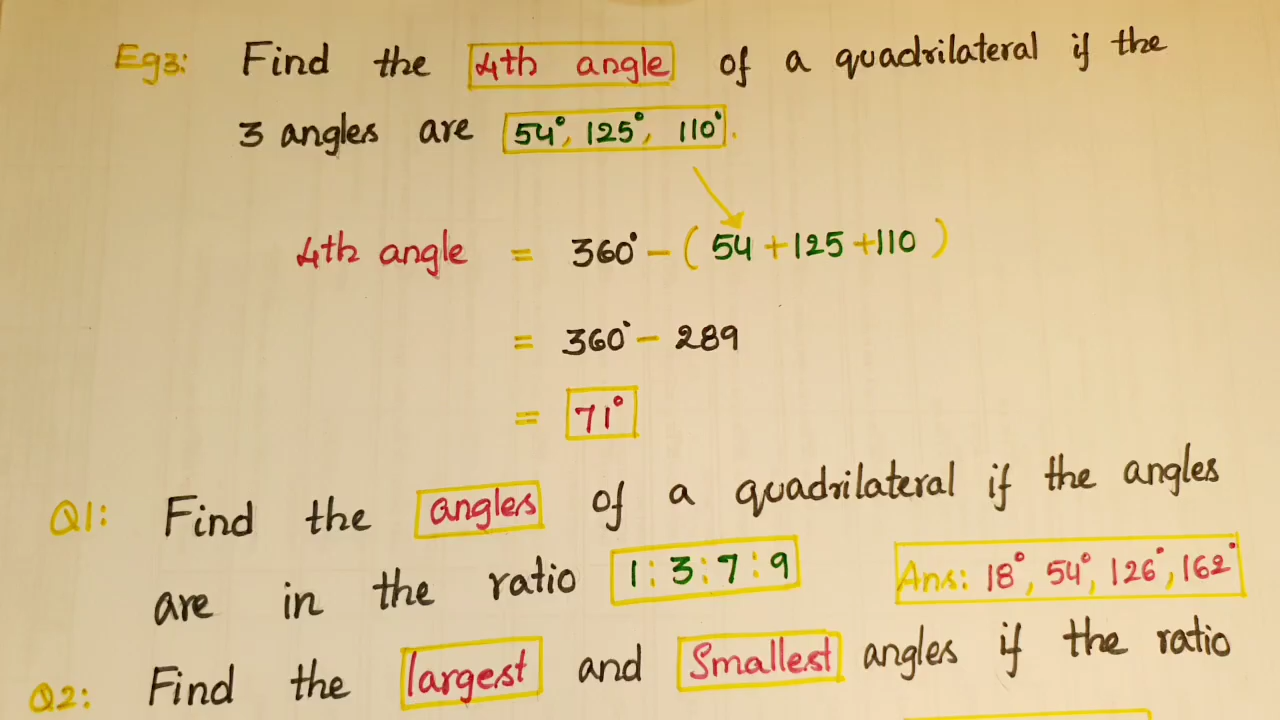 Eg3: Find the 4th angle of a quadrilateral if the
3 angles are 54°, 125°, 110°.
4th angle = 360° - (54 + 125 + 110)
= 360° - 289
= 71°
Q1: Find the angles of a quadrilateral if the angles
are in the ratio 1:3:7:9 Ans: 18°, 54°, 126°, 162°
Q2: Find the largest and Smallest angles if the ratio